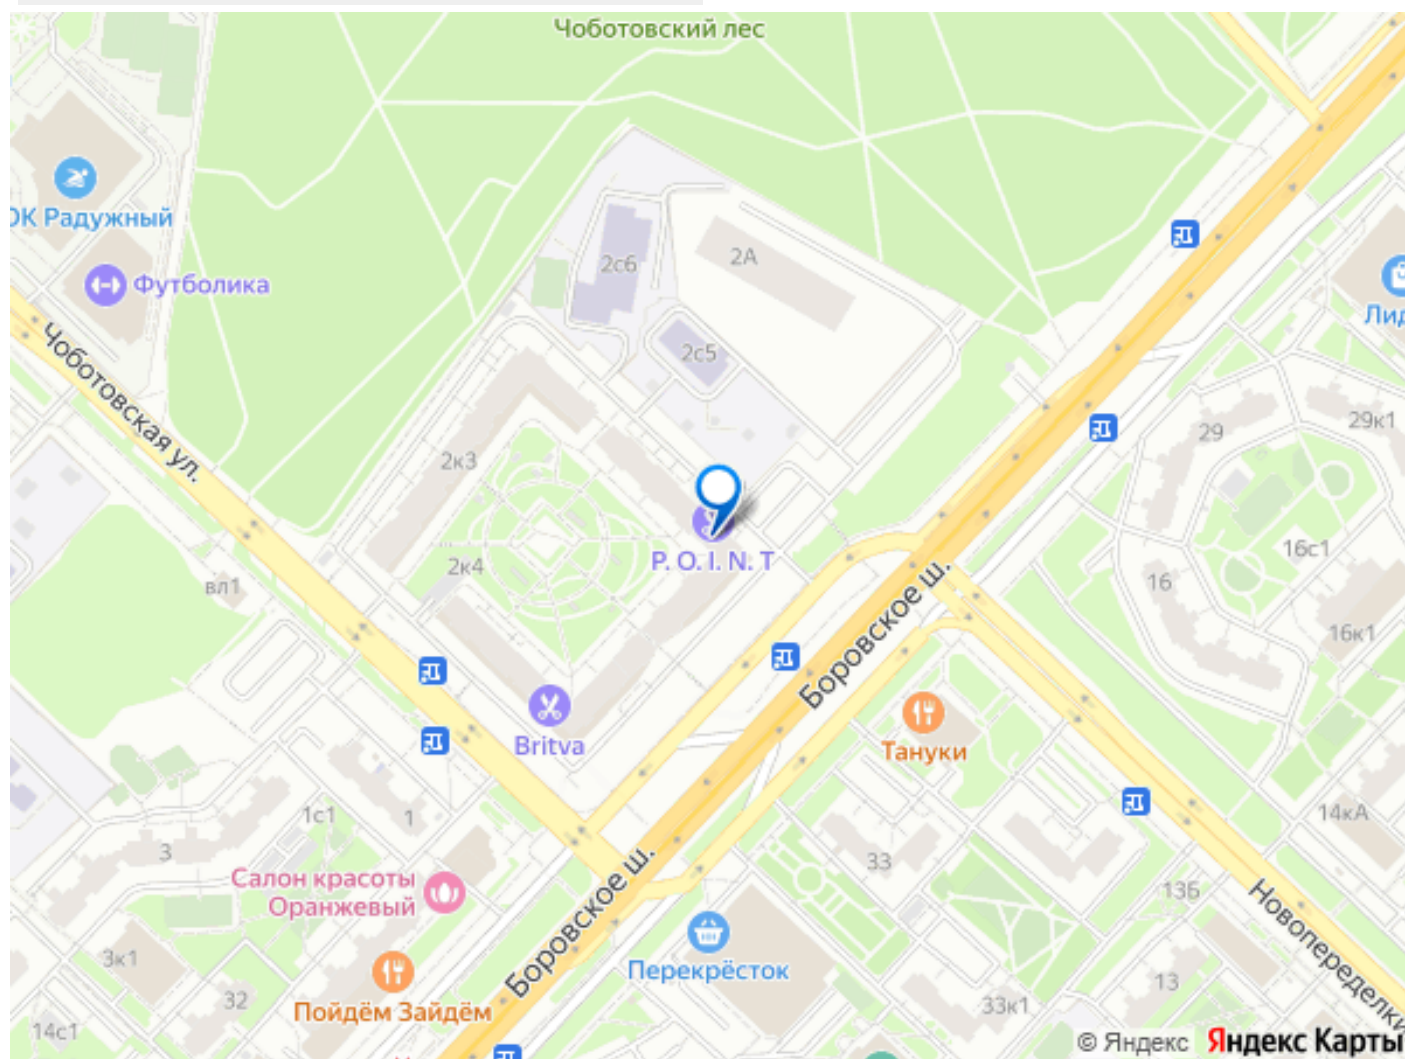 Чоботовский лес
ОК Радужный
Футболика
2с6
2А
2с5
Чоботовская ул.
Лид
29
29к1
2к3
2к4
P. O. I. N. T
16с1
16
16к1
вл1
Боровское ш.
Britva
Тануки
1с1
1
3
14кА
33
13Б
Салон красоты
Оранжевый
Боровское ш.
Новопеределки
Перекрёсток
3к1
32
Пойдём Зайдём
13
33к1
14с1
© Яндекс Яндекс Карты